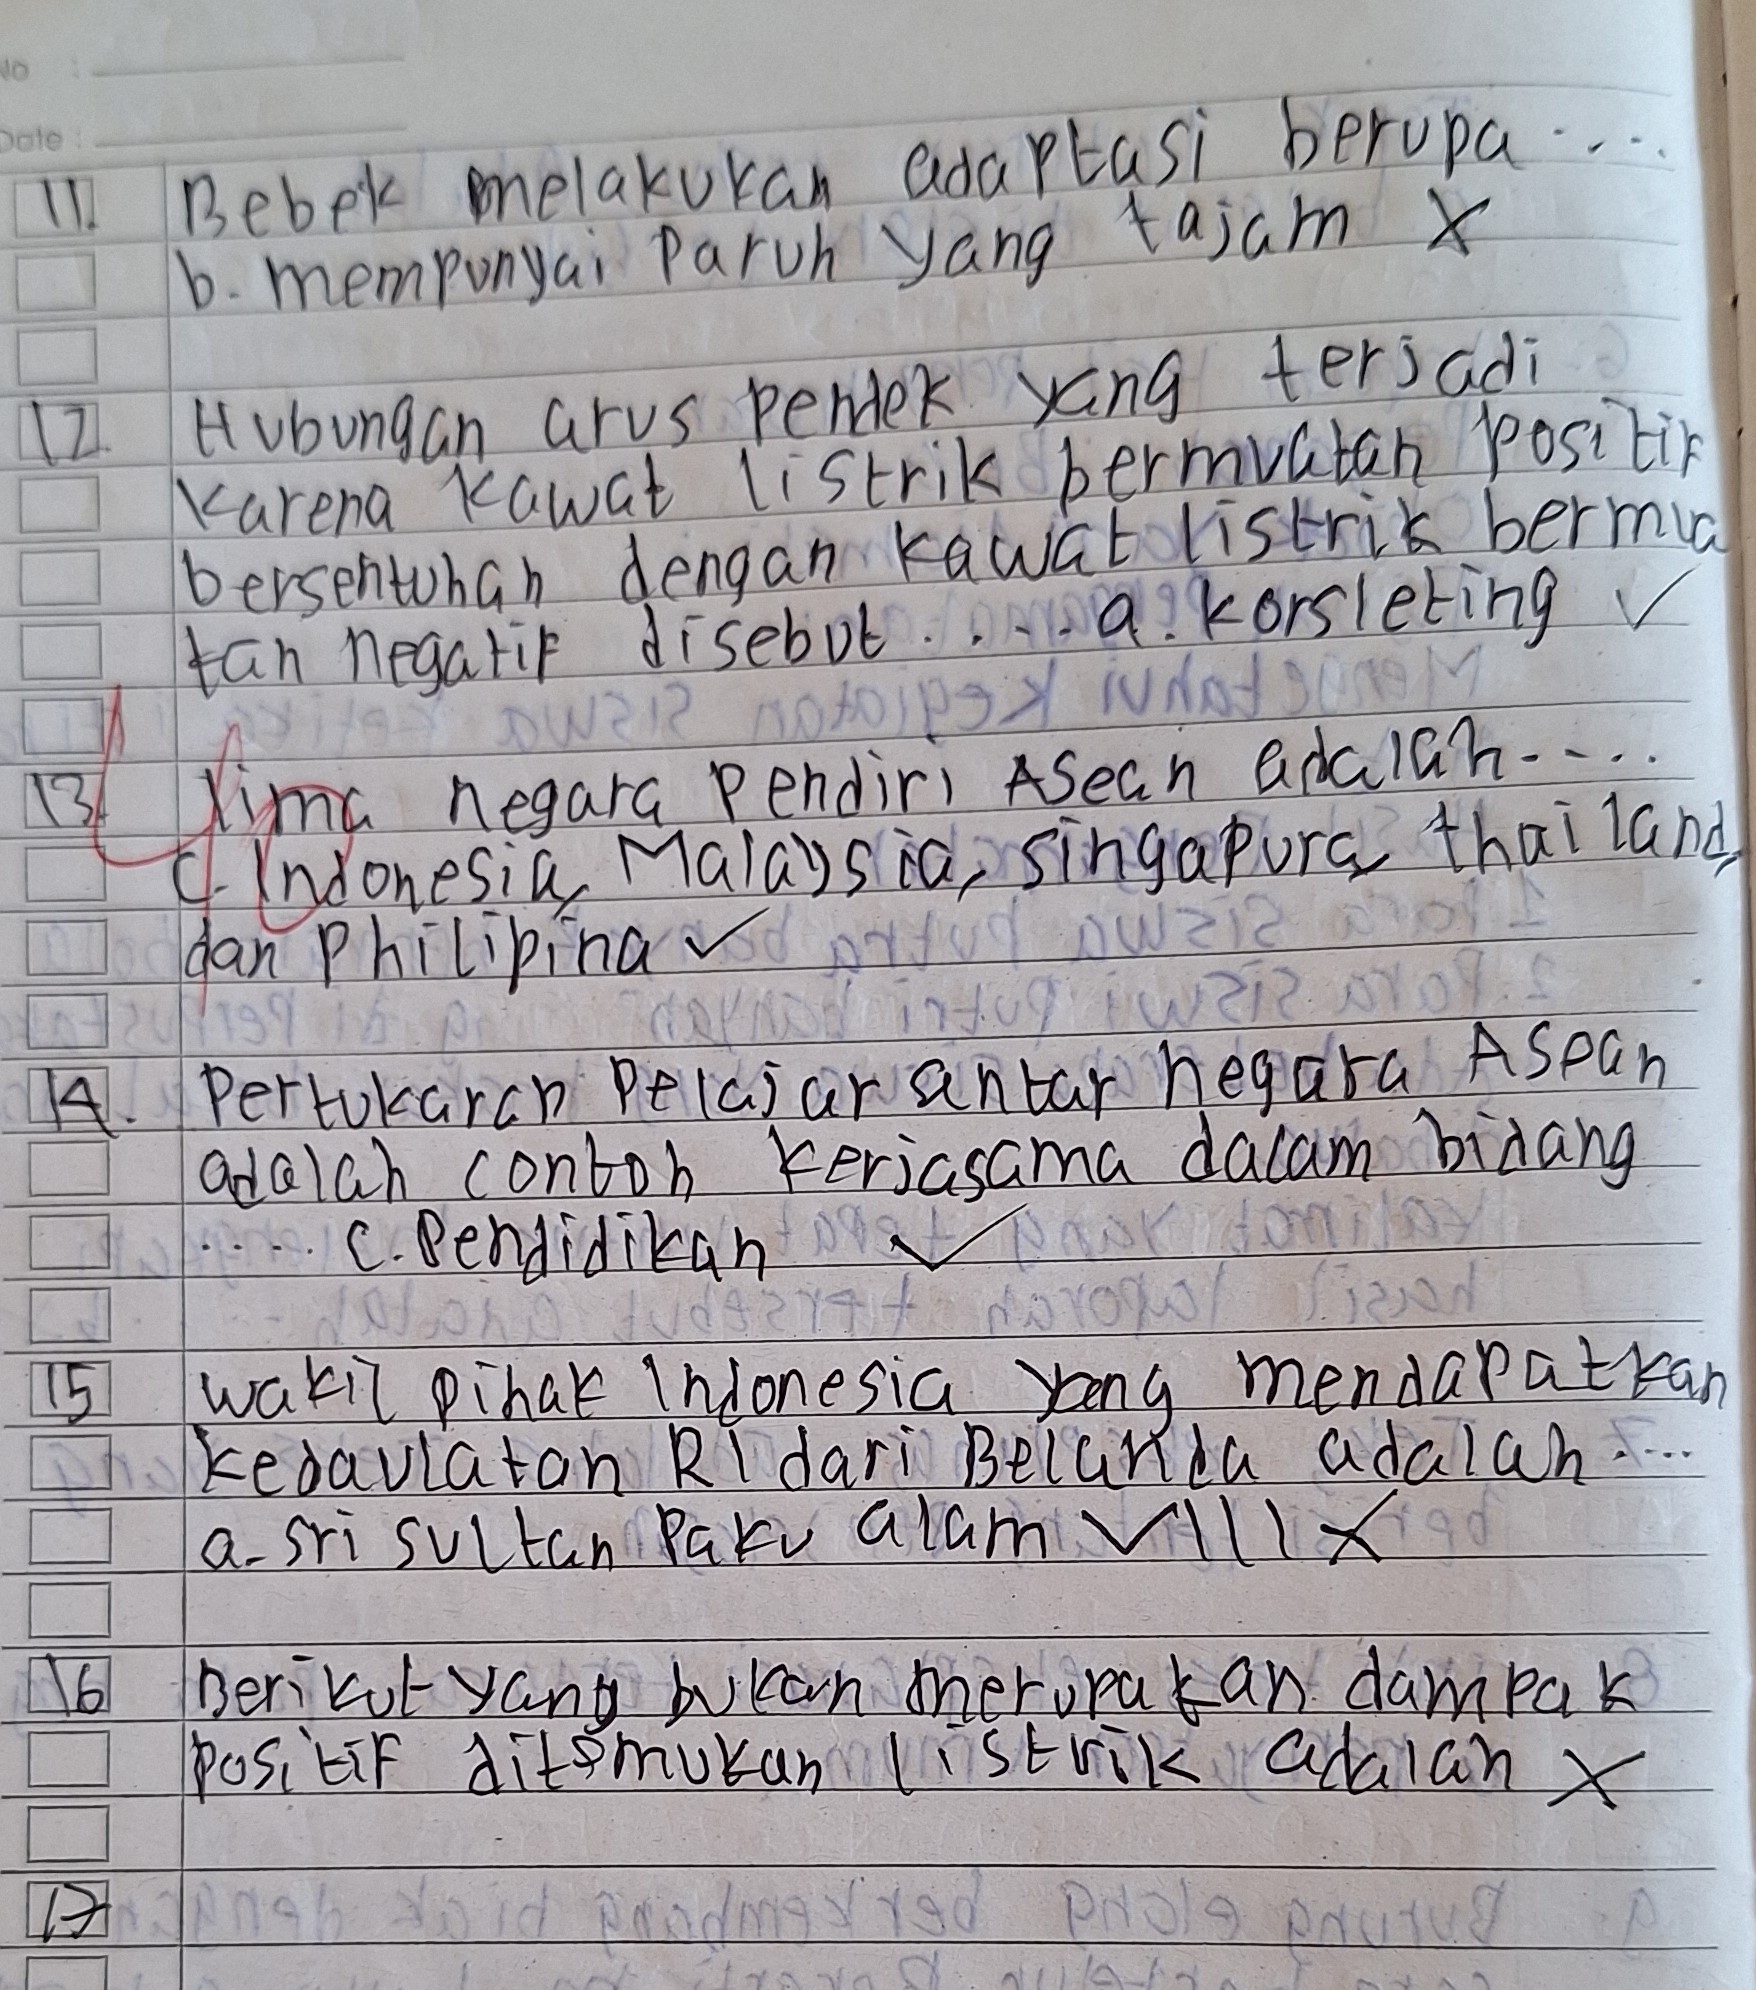 No :
Date :
11. Bebek melakukan adaptasi berupa ....
b. mempunyai Paruh yang tajam X
12. Hubungan arus pendek yang terjadi
karena kawat listrik bermuatan positif
bersentuhan dengan kawat listrik bermua
tan negatif disebut ..... a. korsleting ✓
13. lima negara pendiri Asean adalah.....
c. Indonesia, Malaysia, singapura, thailand,
dan philipina ✓
14. Pertukaran Pelajar antar negara Asean
adalah contoh kerjasama dalam bidang
..... c. Pendidikan ✓
15 wakil pihak Indonesia yang mendapatkan
kedaulatan RI dari Belanda adalah ....
a. sri sultan Paku alam VIII X
16 Berikut yang bukan merupakan dampak
positif ditemukan listrik adalah X
17